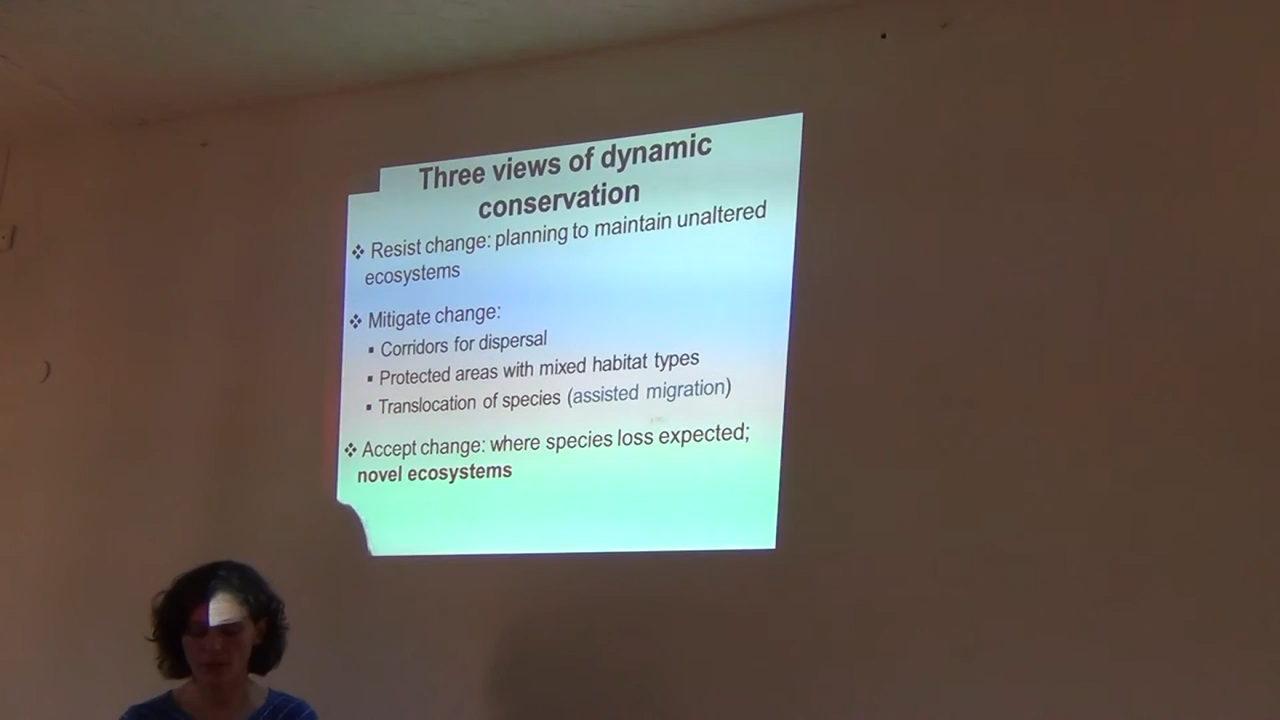 Three views of dynamic
conservation
❖ Resist change: planning to maintain unaltered
ecosystems
❖ Mitigate change:
▪ Corridors for dispersal
▪ Protected areas with mixed habitat types
▪ Translocation of species (assisted migration)
❖ Accept change: where species loss expected;
novel ecosystems